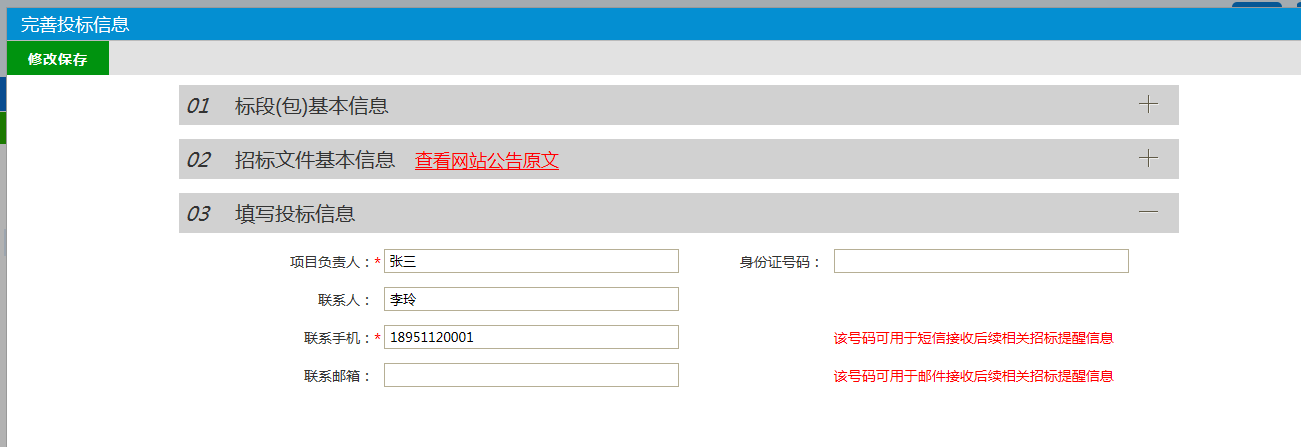 完善投标信息
修改保存
01 标段(包)基本信息
02 招标文件基本信息 查看网站公告原文
03 填写投标信息
项目负责人：* 张三 身份证号码：
联系人： 李玲
联系手机：* 18951120001 该号码可用于短信接收后续相关招标提醒信息
联系邮箱： 该号码可用于邮件接收后续相关招标提醒信息